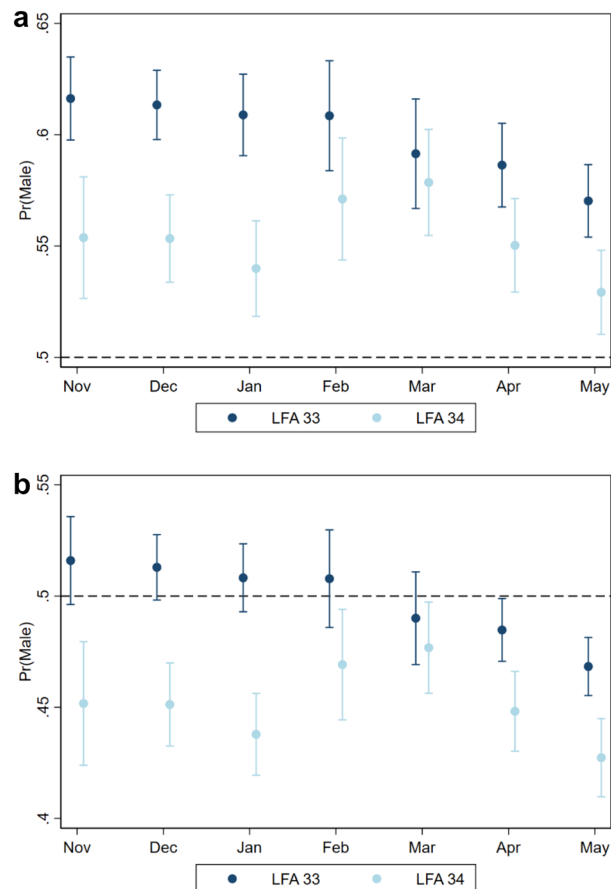 a
.65
.6
.55
.5
Pr(Male)
Nov Dec Jan Feb Mar Apr May
LFA 33 LFA 34
b
.55
.5
.45
.4
Pr(Male)
Nov Dec Jan Feb Mar Apr May
LFA 33 LFA 34